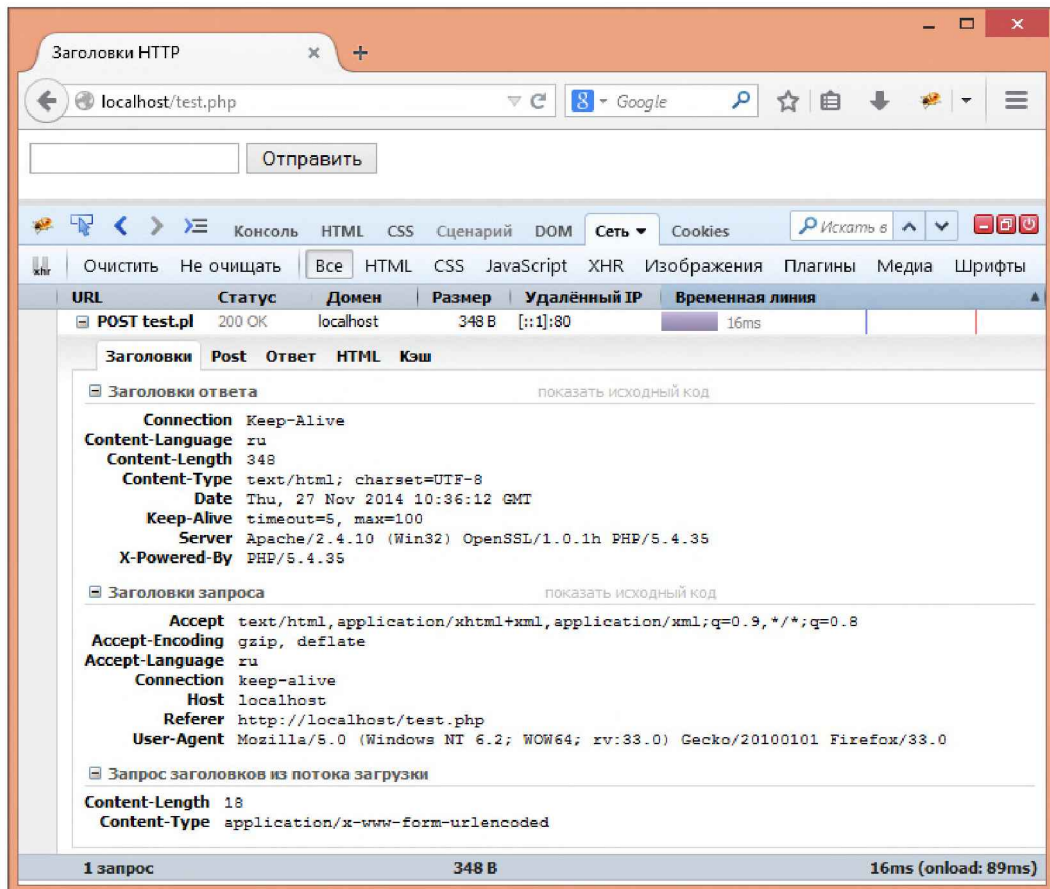 Заголовки HTTP
localhost/test.php
8 Google
Отправить
Консоль HTML CSS Сценарий DOM Сеть Cookies Искать в
xhr Очистить Не очищать Все HTML CSS JavaScript XHR Изображения Плагины Медиа Шрифты
URL Статус Домен Размер Удалённый IP Временная линия
POST test.pl 200 OK localhost 348 B [::1]:80 16ms
Заголовки Post Ответ HTML Кэш
Заголовки ответа показать исходный код
Connection Keep-Alive
Content-Language ru
Content-Length 348
Content-Type text/html; charset=UTF-8
Date Thu, 27 Nov 2014 10:36:12 GMT
Keep-Alive timeout=5, max=100
Server Apache/2.4.10 (Win32) OpenSSL/1.0.1h PHP/5.4.35
X-Powered-By PHP/5.4.35
Заголовки запроса показать исходный код
Accept text/html,application/xhtml+xml,application/xml;q=0.9,*/*;q=0.8
Accept-Encoding gzip, deflate
Accept-Language ru
Connection keep-alive
Host localhost
Referer http://localhost/test.php
User-Agent Mozilla/5.0 (Windows NT 6.2; WOW64; rv:33.0) Gecko/20100101 Firefox/33.0
Запрос заголовков из потока загрузки
Content-Length 18
Content-Type application/x-www-form-urlencoded
1 запрос 348 B 16ms (onload: 89ms)